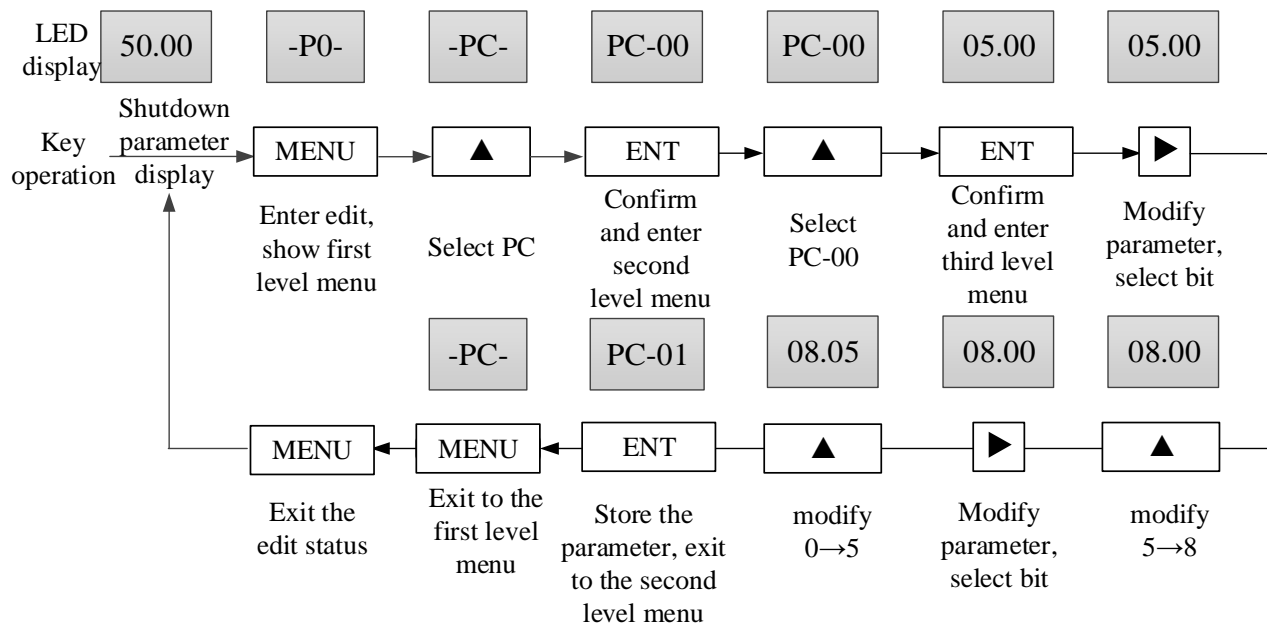 LED
display
50.00
-P0-
-PC-
PC-00
PC-00
05.00
05.00
Key
operation
Shutdown
parameter
display
MENU
▲
ENT
▲
ENT
▶
Enter edit,
show first
level menu
Select PC
Confirm
and enter
second
level menu
Select
PC-00
Confirm
and enter
third level
menu
Modify
parameter,
select bit
-PC-
PC-01
08.05
08.00
08.00
MENU
MENU
ENT
▲
▶
▲
Exit the
edit status
Exit to the
first level
menu
Store the
parameter, exit
to the second
level menu
modify
0→5
Modify
parameter,
select bit
modify
5→8